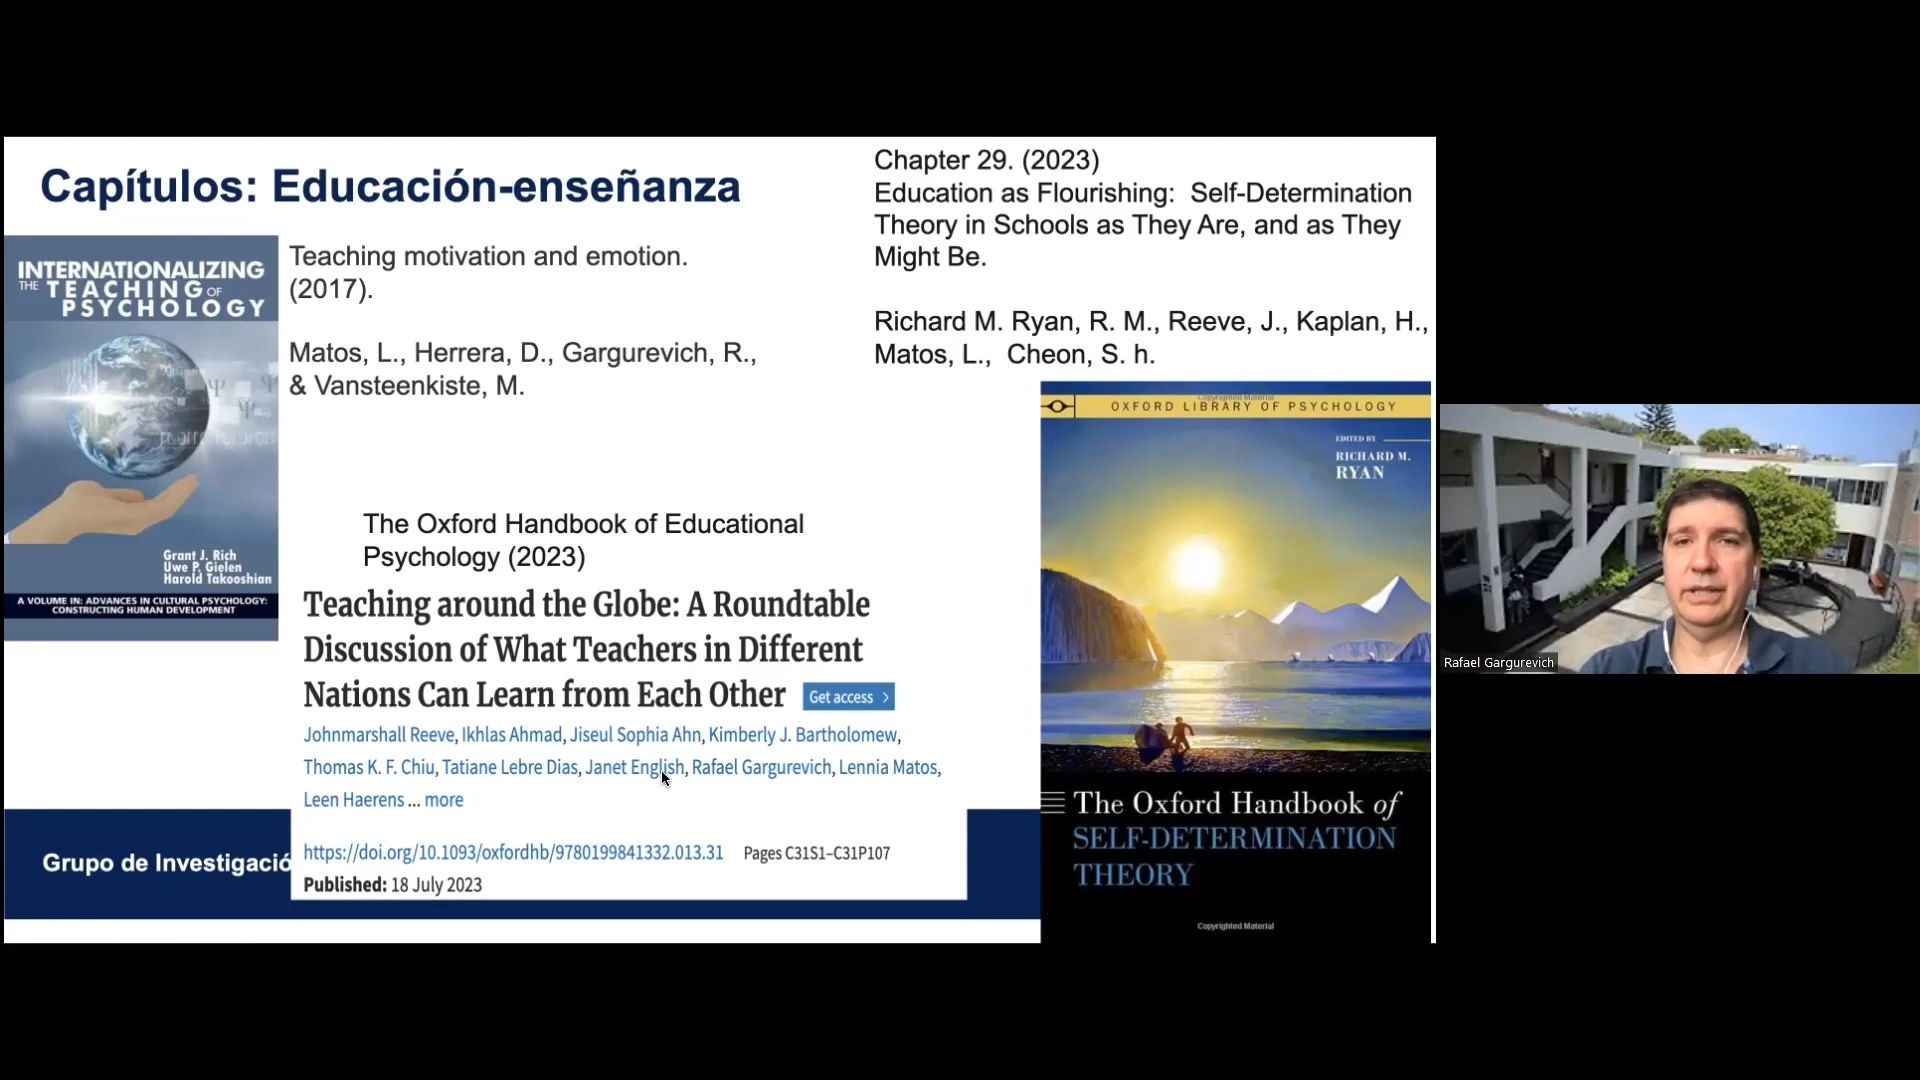 Capítulos: Educación-enseñanza
INTERNATIONALIZING
THE TEACHING OF
PSYCHOLOGY
Grant J. Rich
Uwe P. Gielen
Harold Takooshian
A VOLUME IN: ADVANCES IN CULTURAL PSYCHOLOGY:
CONSTRUCTING HUMAN DEVELOPMENT
Teaching motivation and emotion.
(2017).
Matos, L., Herrera, D., Gargurevich, R.,
& Vansteenkiste, M.
The Oxford Handbook of Educational
Psychology (2023)
Teaching around the Globe: A Roundtable
Discussion of What Teachers in Different
Nations Can Learn from Each Other Get access >
Johnmarshall Reeve, Ikhlas Ahmad, Jiseul Sophia Ahn, Kimberly J. Bartholomew,
Thomas K. F. Chiu, Tatiane Lebre Dias, Janet English, Rafael Gargurevich, Lennia Matos,
Leen Haerens ... more
https://doi.org/10.1093/oxfordhb/9780199841332.013.31 Pages C31S1–C31P107
Published: 18 July 2023
Grupo de Investigació
Chapter 29. (2023)
Education as Flourishing: Self-Determination
Theory in Schools as They Are, and as They
Might Be.
Richard M. Ryan, R. M., Reeve, J., Kaplan, H.,
Matos, L., Cheon, S. h.
Copyrighted Material
OXFORD LIBRARY OF PSYCHOLOGY
EDITED BY
RICHARD M.
RYAN
The Oxford Handbook of
SELF-DETERMINATION
THEORY
Copyrighted Material
Rafael Gargurevich